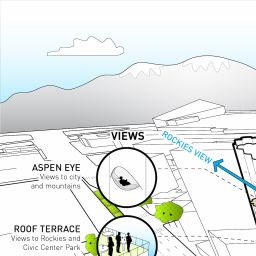 VIEWS
ROCKIES VIEW
ASPEN EYE
Views to city
and mountains
ROOF TERRACE
Views to Rockies and
Civic Center Park